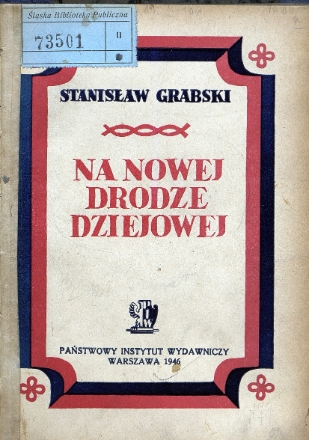 Śląska Biblioteka Publiczna
73501
II
STANISŁAW GRABSKI
NA NOWEJ
DRODZE
DZIEJOWEJ
PAŃSTWOWY INSTYTUT WYDAWNICZY
WARSZAWA 1946